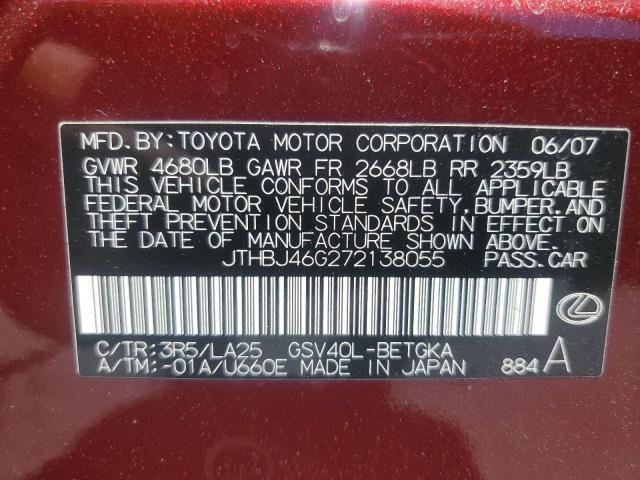 MFD.BY:TOYOTA MOTOR CORPORATION 06/07
GVWR 4680LB GAWR FR 2668LB RR 2359LB
THIS VEHICLE CONFORMS TO ALL APPLICABLE
FEDERAL MOTOR VEHICLE SAFETY,BUMPER,AND
THEFT PREVENTION STANDARDS IN EFFECT ON
THE DATE OF MANUFACTURE SHOWN ABOVE.
JTHBJ46G272138055 PASS.CAR
C/TR:3R5/LA25 GSV40L-BETGKA
A/TM:-01A/U660E MADE IN JAPAN 884 A